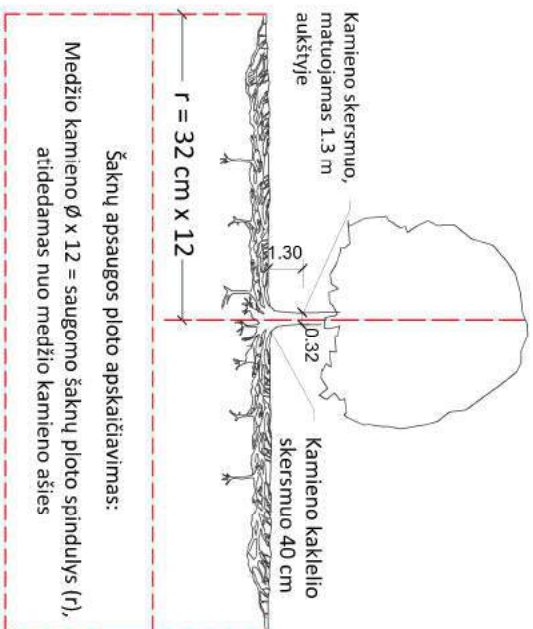 Kamieno skersmuo,
matuojamas 1.3 m
aukštyje
1.30
0.32
Kamieno kaklelio
skersmuo 40 cm
r = 32 cm x 12
Šaknų apsaugos ploto apskaičiavimas:
Medžio kamieno Ø x 12 = saugomo šaknų ploto spindulys (r),
atidedamas nuo medžio kamieno ašies